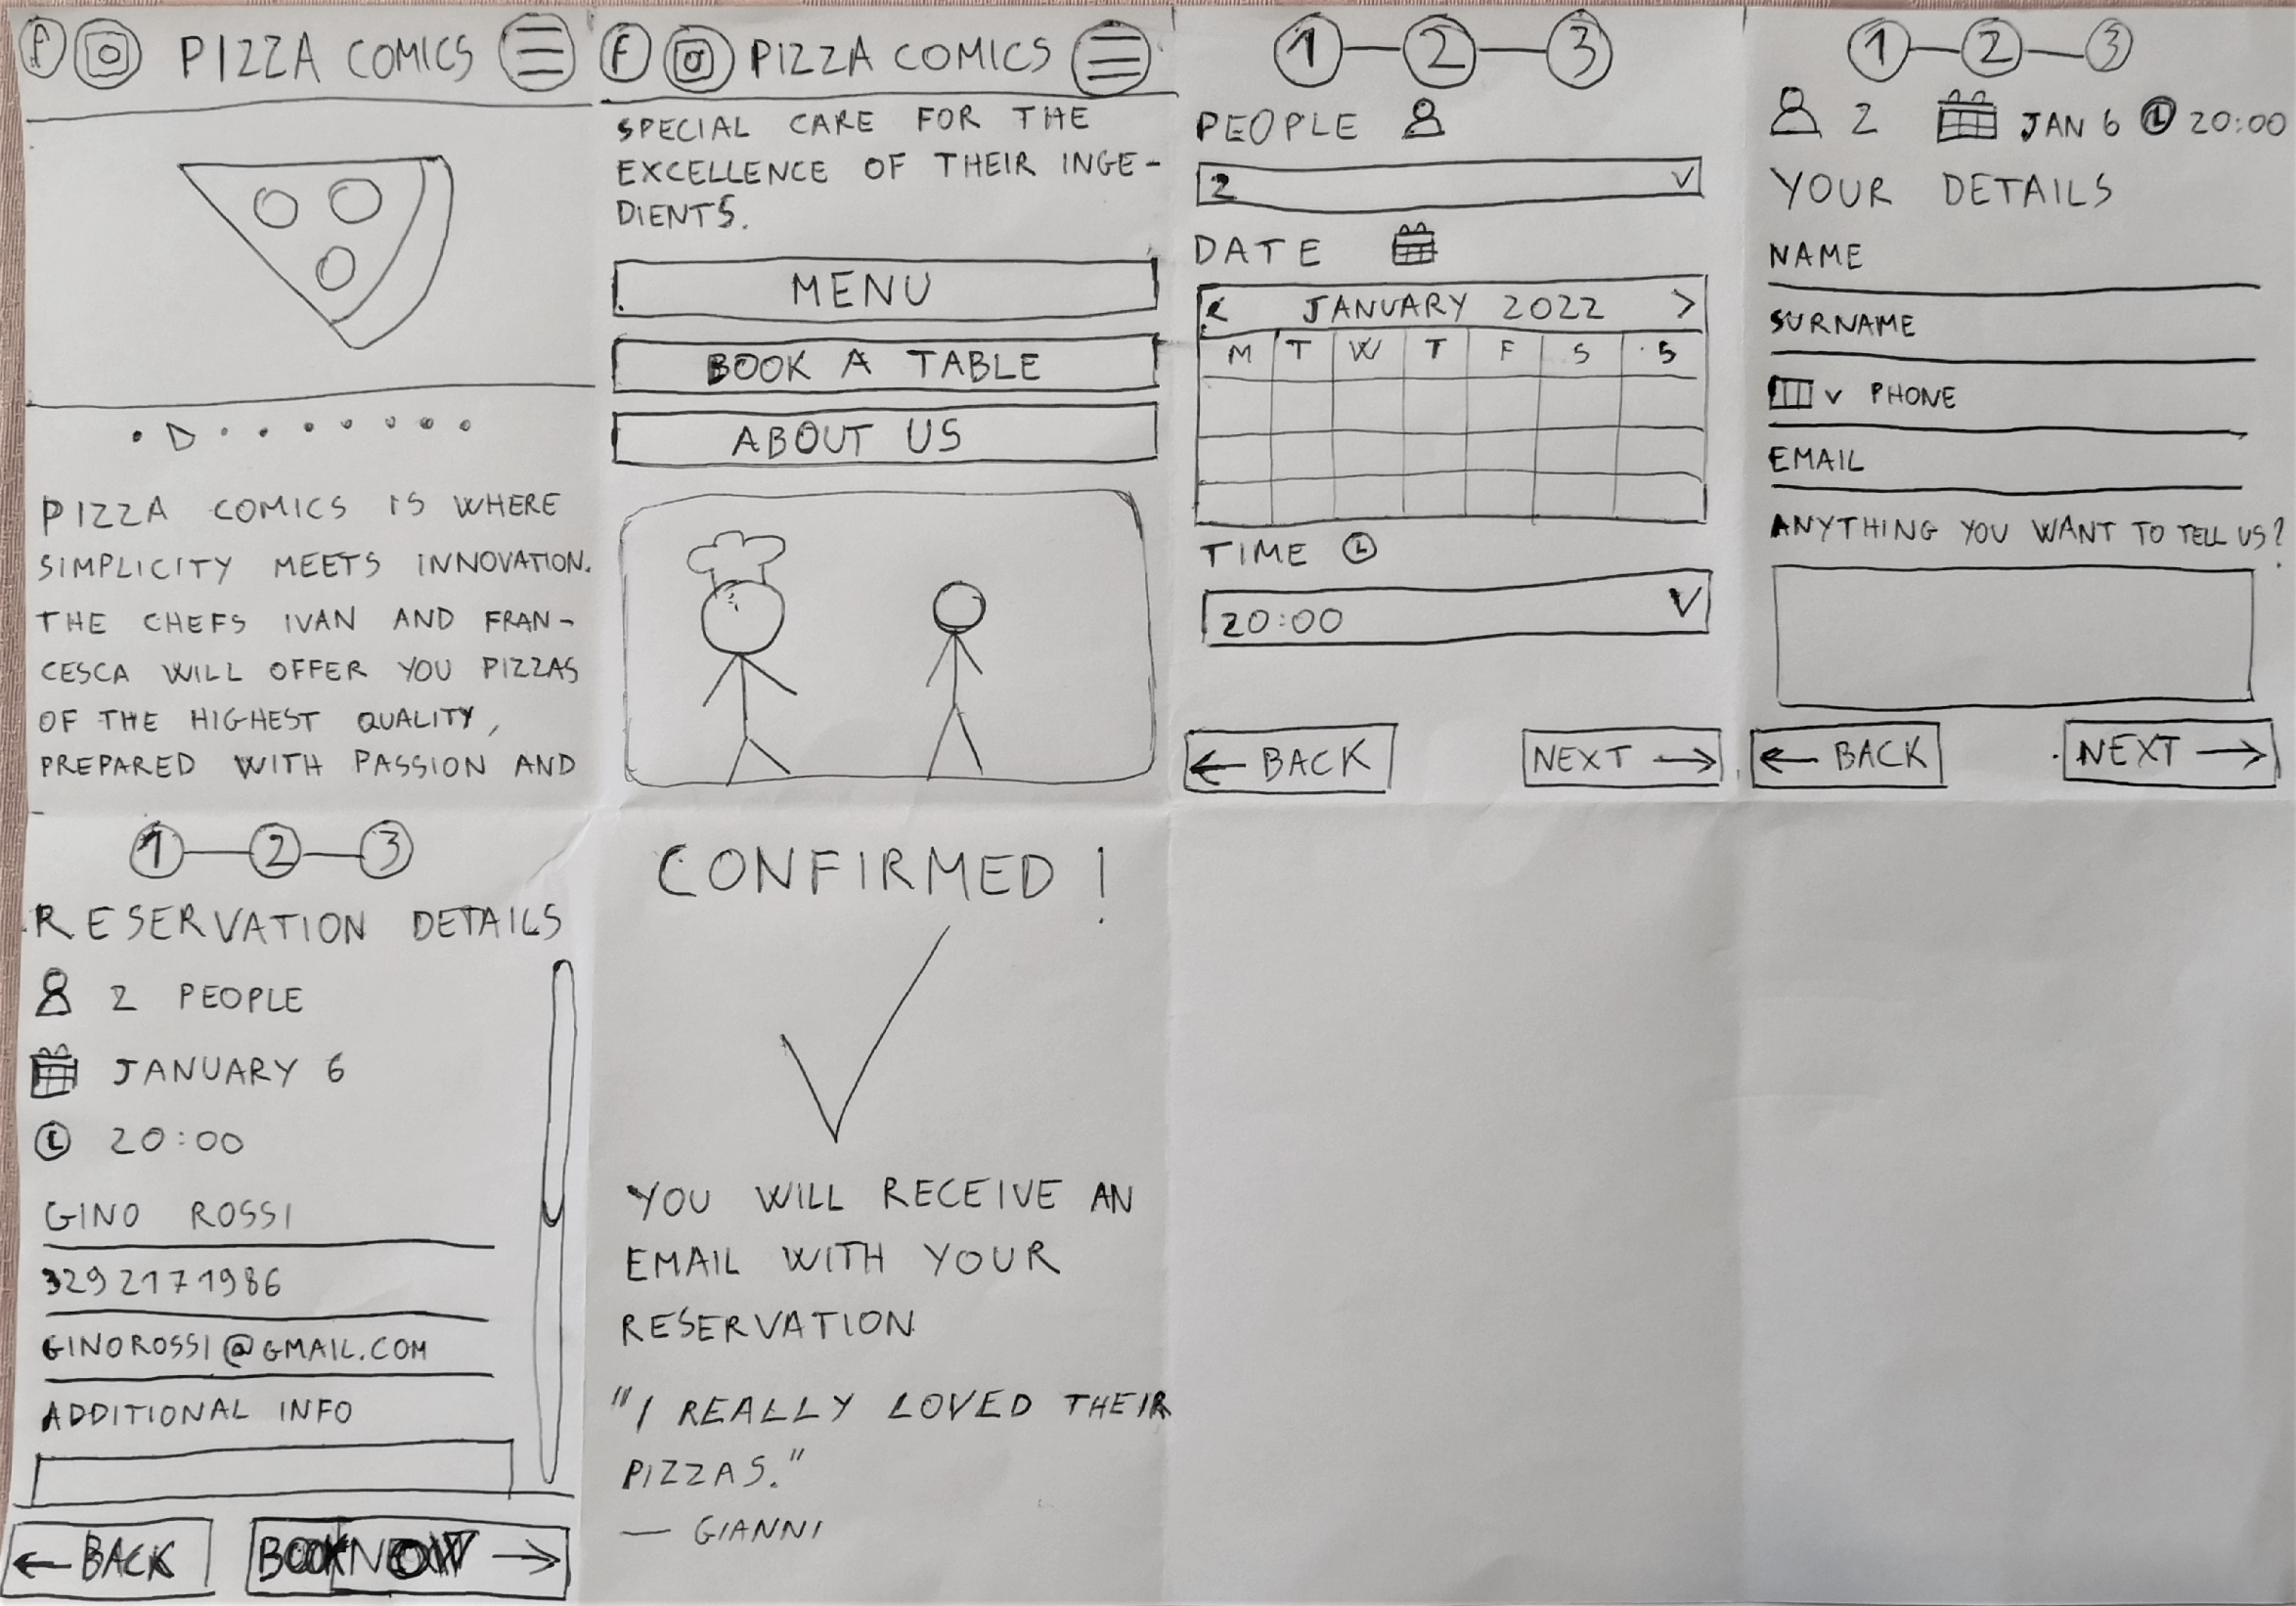 f PIZZA COMICS
PIZZA COMICS IS WHERE
SIMPLICITY MEETS INNOVATION.
THE CHEFS IVAN AND FRAN-
CESCA WILL OFFER YOU PIZZAS
OF THE HIGHEST QUALITY,
PREPARED WITH PASSION AND
F PIZZA COMICS
SPECIAL CARE FOR THE
EXCELLENCE OF THEIR INGE-
DIENTS.
MENU
BOOK A TABLE
ABOUT US
1 2 3
PEOPLE
2
DATE
< JANUARY 2022 >
M T W T F S S
TIME
20:00
← BACK NEXT →
1 2 3
2 JAN 6 20:00
YOUR DETAILS
NAME
SURNAME
PHONE
EMAIL
ANYTHING YOU WANT TO TELL US?
← BACK NEXT →
1 2 3
RESERVATION DETAILS
2 PEOPLE
JANUARY 6
20:00
GINO ROSSI
3292171986
GINOROSSI@GMAIL.COM
ADDITIONAL INFO
← BACK BOOK NOW →
CONFIRMED!
YOU WILL RECEIVE AN
EMAIL WITH YOUR
RESERVATION
"I REALLY LOVED THEIR
PIZZAS."
— GIANNI